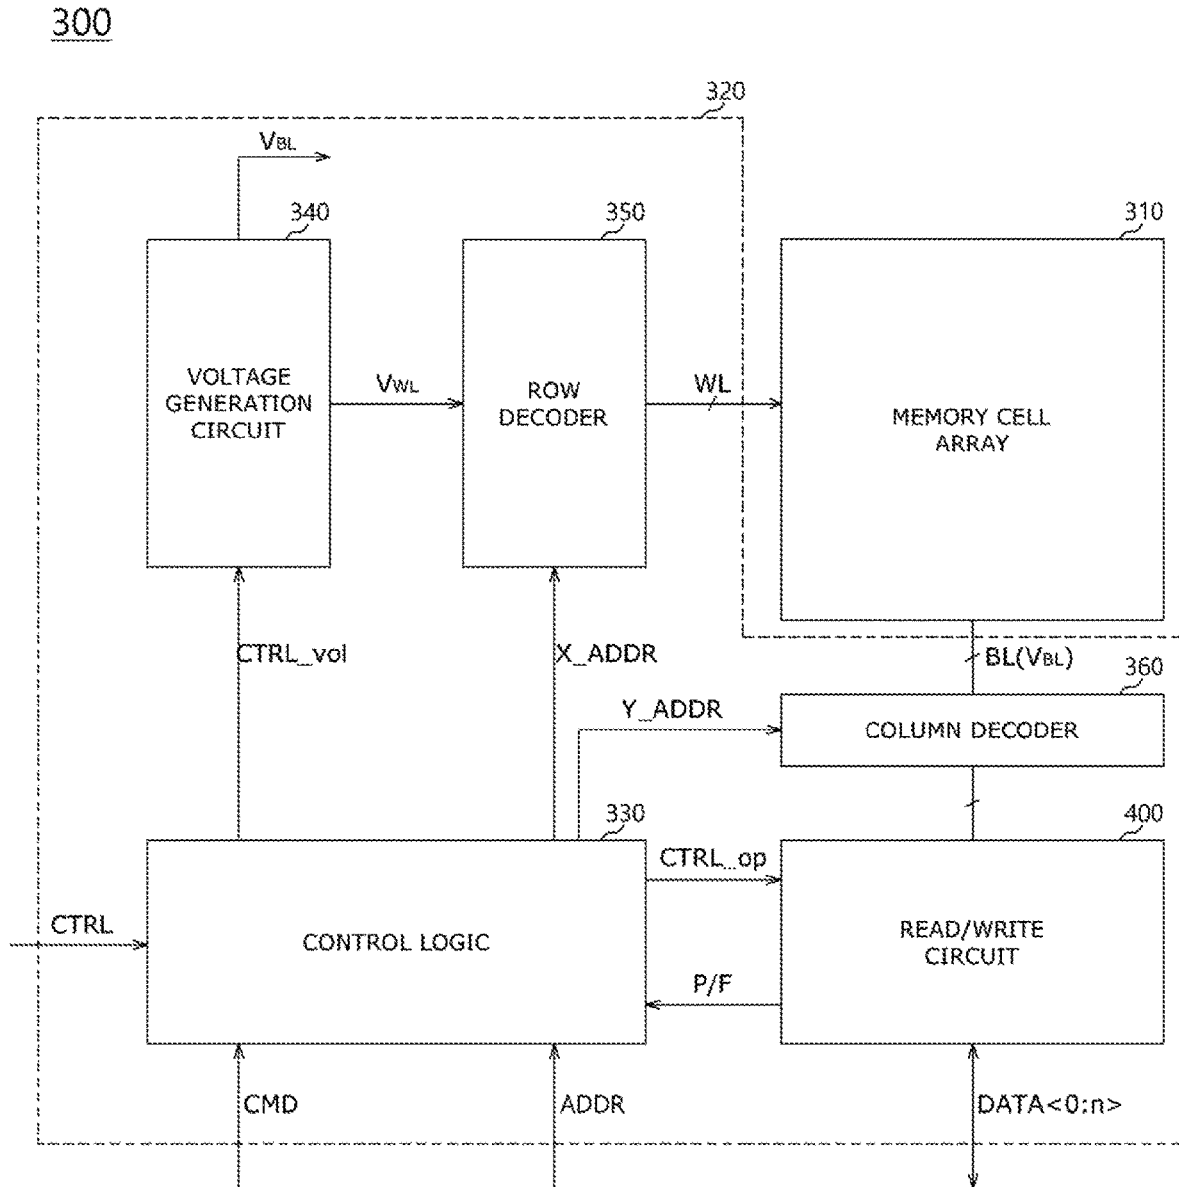 300
320
VBL
340
350
310
VOLTAGE
GENERATION
CIRCUIT
VWL
ROW
DECODER
WL
MEMORY CELL
ARRAY
CTRL_vol
X_ADDR
BL(VBL)
360
Y_ADDR
COLUMN DECODER
330
400
CTRL_op
CTRL
CONTROL LOGIC
READ/WRITE
CIRCUIT
P/F
CMD
ADDR
DATA<0:n>